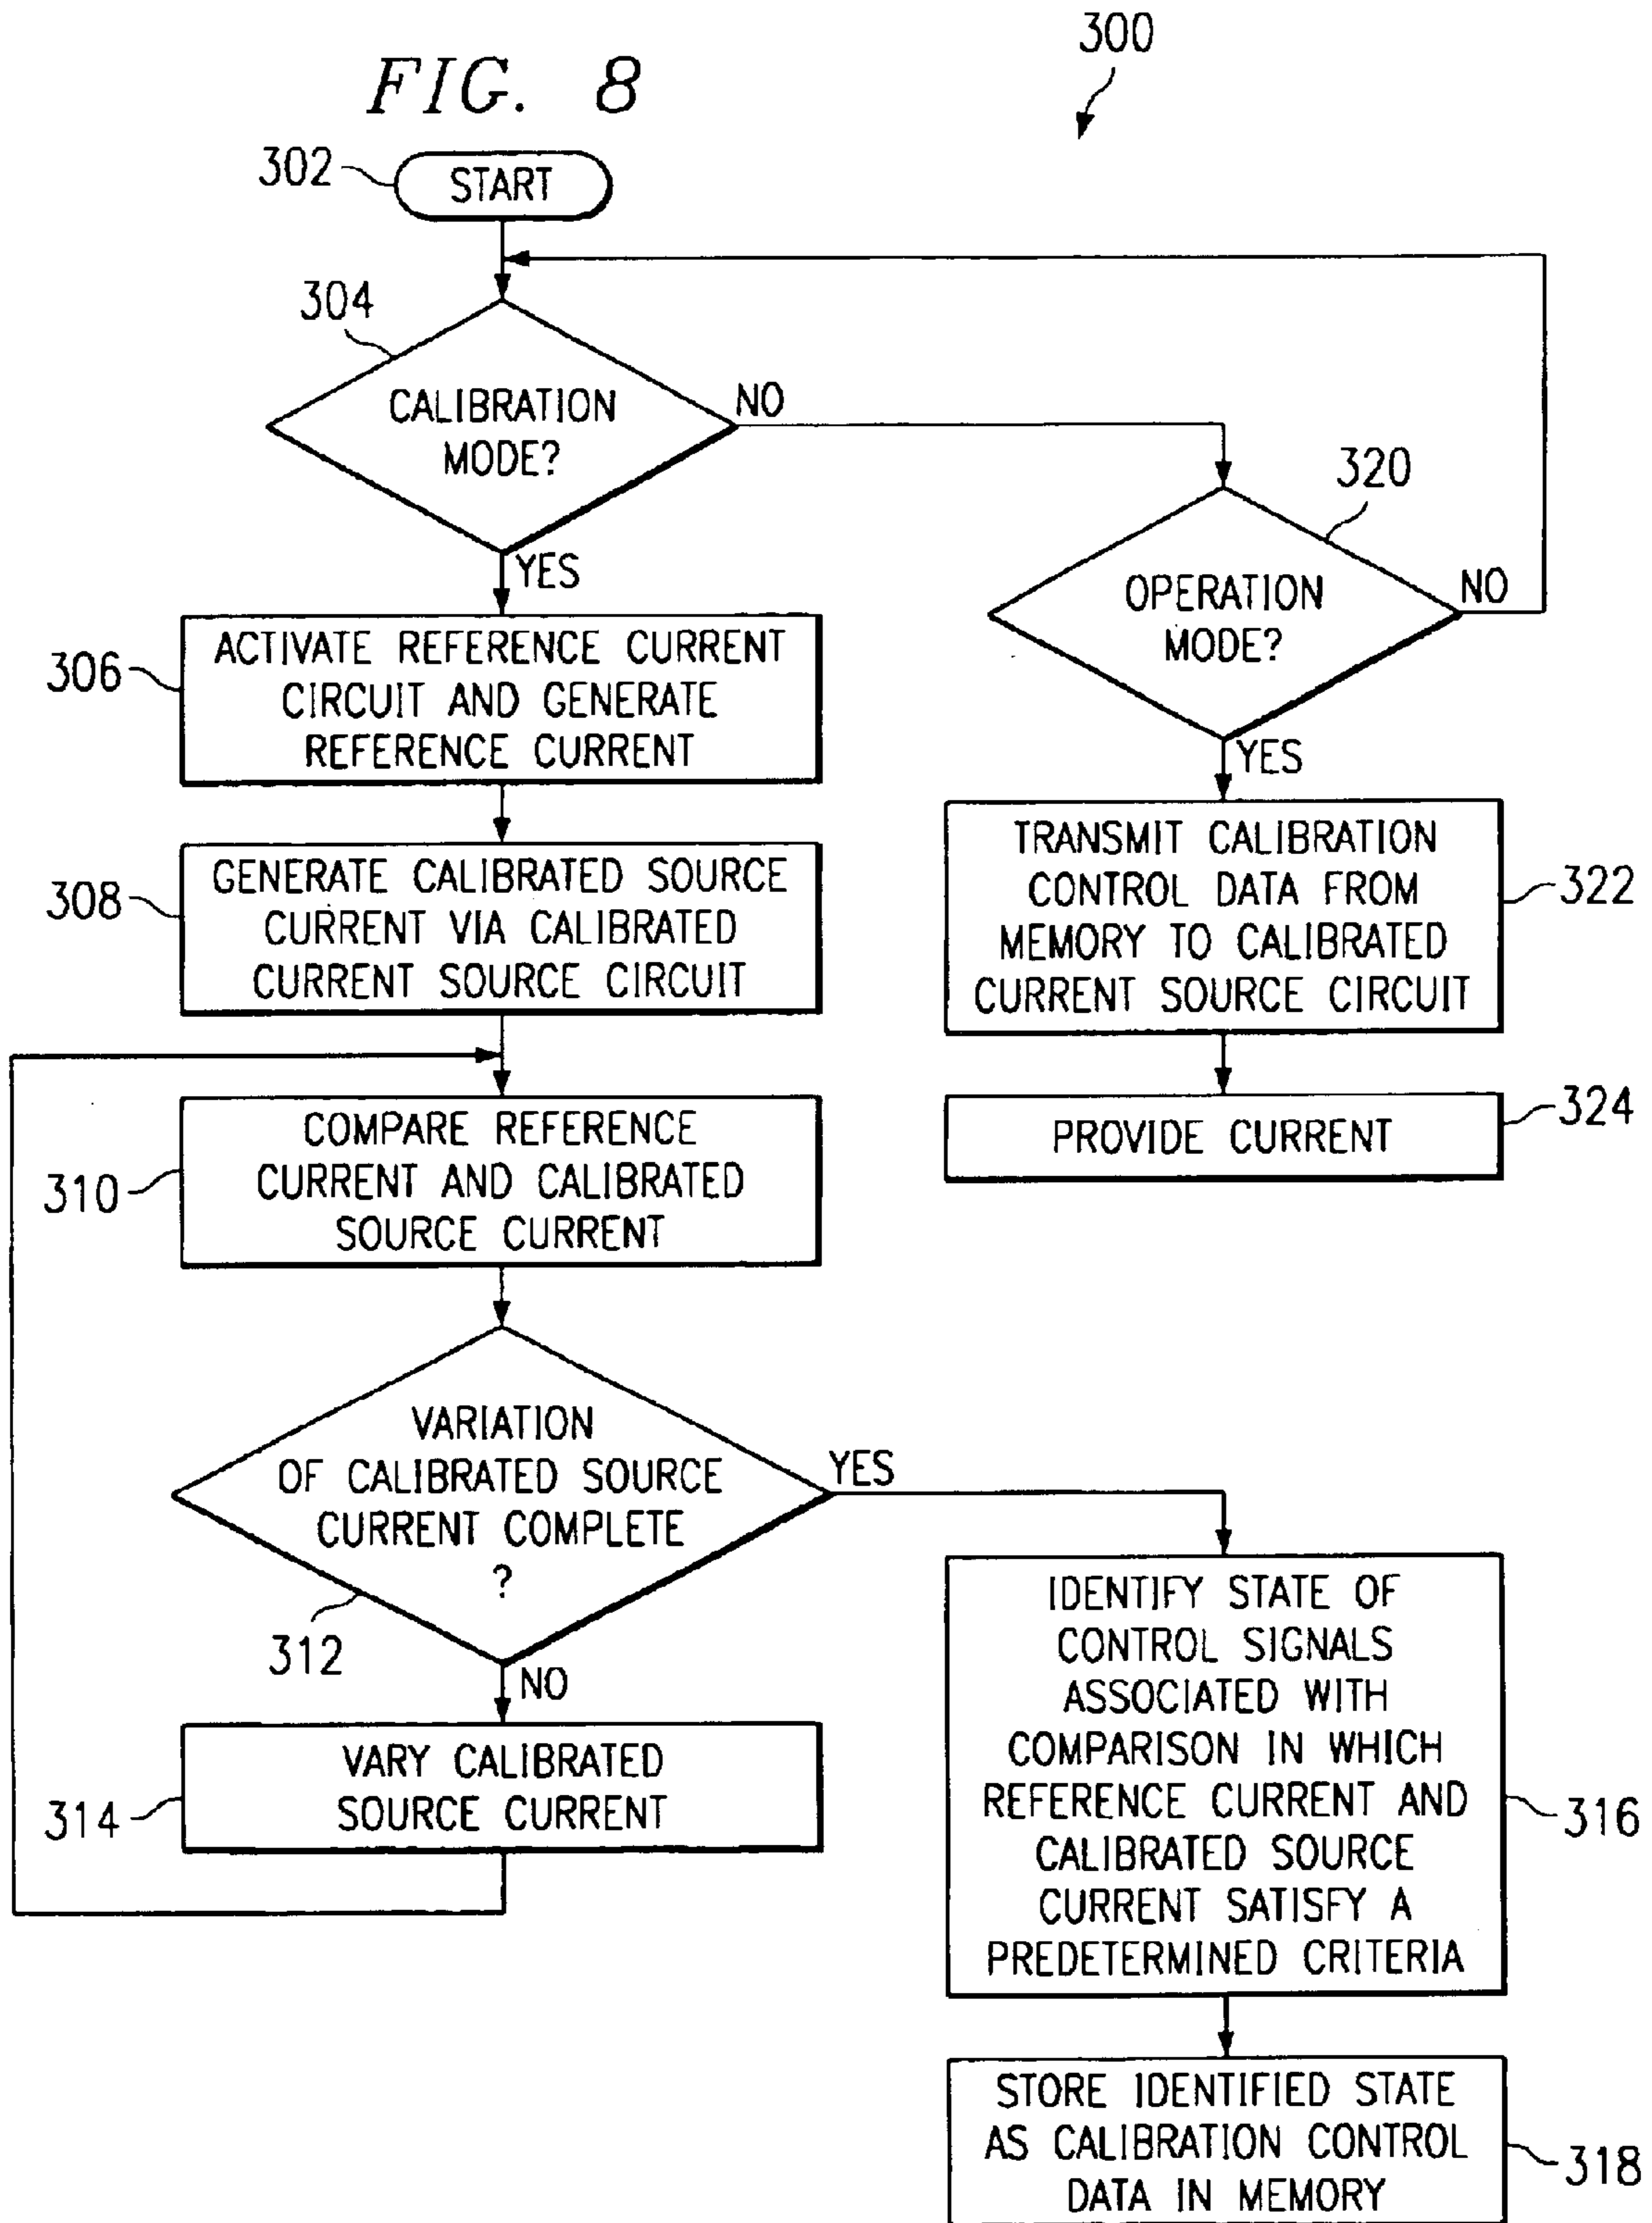 300
FIG. 8
302
START
304
CALIBRATION
MODE?
NO
YES
320
OPERATION
MODE?
NO
YES
306
ACTIVATE REFERENCE CURRENT
CIRCUIT AND GENERATE
REFERENCE CURRENT
308
GENERATE CALIBRATED SOURCE
CURRENT VIA CALIBRATED
CURRENT SOURCE CIRCUIT
TRANSMIT CALIBRATION
CONTROL DATA FROM
MEMORY TO CALIBRATED
CURRENT SOURCE CIRCUIT
322
310
COMPARE REFERENCE
CURRENT AND CALIBRATED
SOURCE CURRENT
PROVIDE CURRENT
324
VARIATION
OF CALIBRATED SOURCE
CURRENT COMPLETE
?
312
YES
NO
314
VARY CALIBRATED
SOURCE CURRENT
IDENTIFY STATE OF
CONTROL SIGNALS
ASSOCIATED WITH
COMPARISON IN WHICH
REFERENCE CURRENT AND
CALIBRATED SOURCE
CURRENT SATISFY A
PREDETERMINED CRITERIA
316
STORE IDENTIFIED STATE
AS CALIBRATION CONTROL
DATA IN MEMORY
318